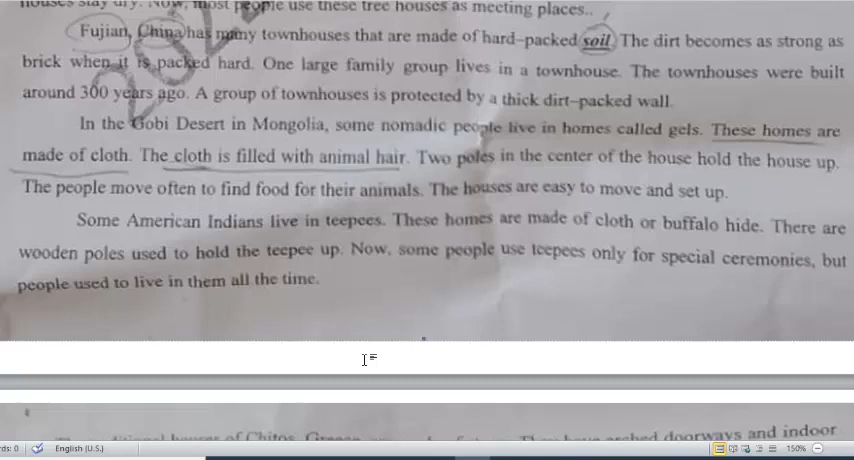 houses stay dry. Now, most people use these tree houses as meeting places..
Fujian, China has many townhouses that are made of hard-packed soil. The dirt becomes as strong as
brick when it is packed hard. One large family group lives in a townhouse. The townhouses were built
around 300 years ago. A group of townhouses is protected by a thick dirt-packed wall.
In the Gobi Desert in Mongolia, some nomadic people live in homes called gels. These homes are
made of cloth. The cloth is filled with animal hair. Two poles in the center of the house hold the house up.
The people move often to find food for their animals. The houses are easy to move and set up.
Some American Indians live in teepees. These homes are made of cloth or buffalo hide. There are
wooden poles used to hold the teepee up. Now, some people use teepees only for special ceremonies, but
people used to live in them all the time.
houses of Chios, Greece arched doorways and indoor
rds: 0 English (U.S.) 150%